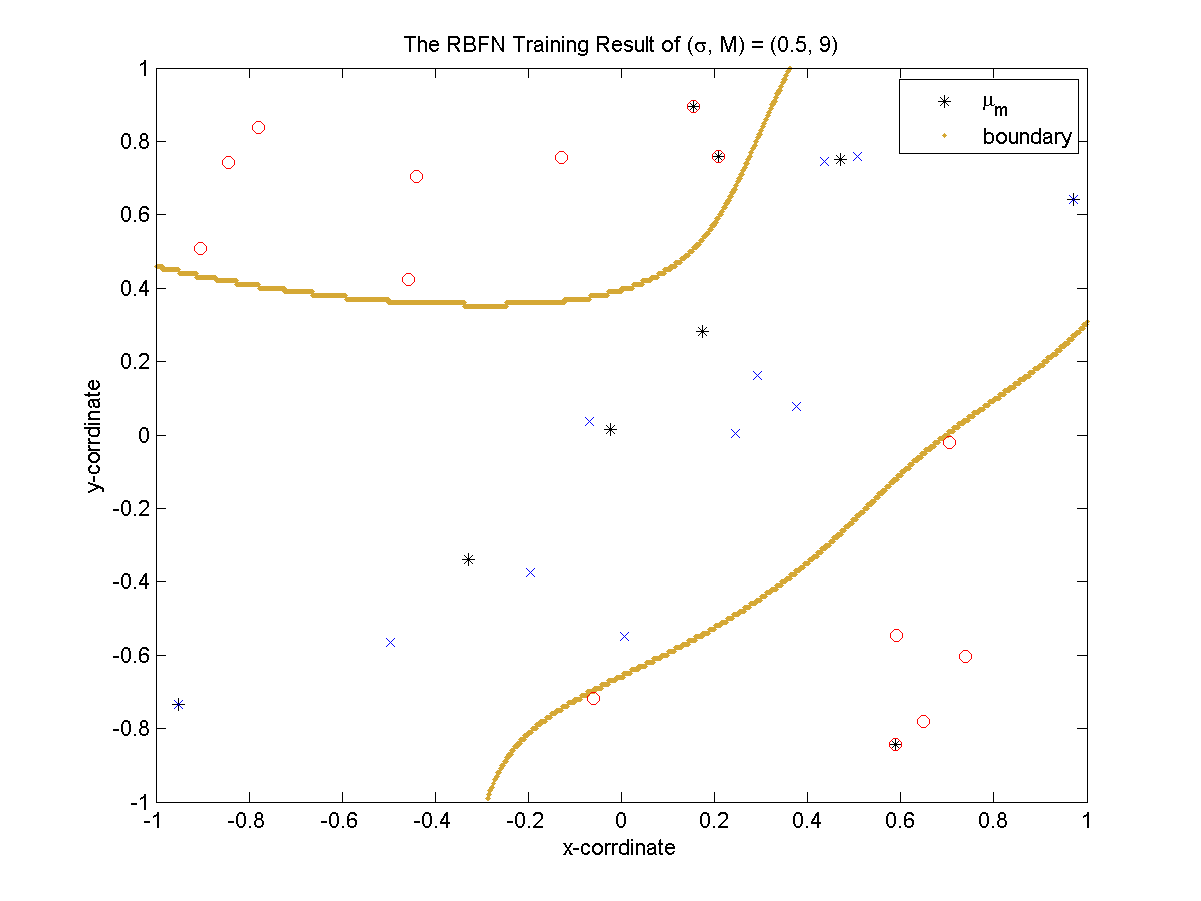 The RBFN Training Result of (σ, M) = (0.5, 9)
1
0.8
0.6
0.4
0.2
0
-0.2
-0.4
-0.6
-0.8
-1
y-corrdinate
μm
boundary
-1 -0.8 -0.6 -0.4 -0.2 0 0.2 0.4 0.6 0.8 1
x-corrdinate